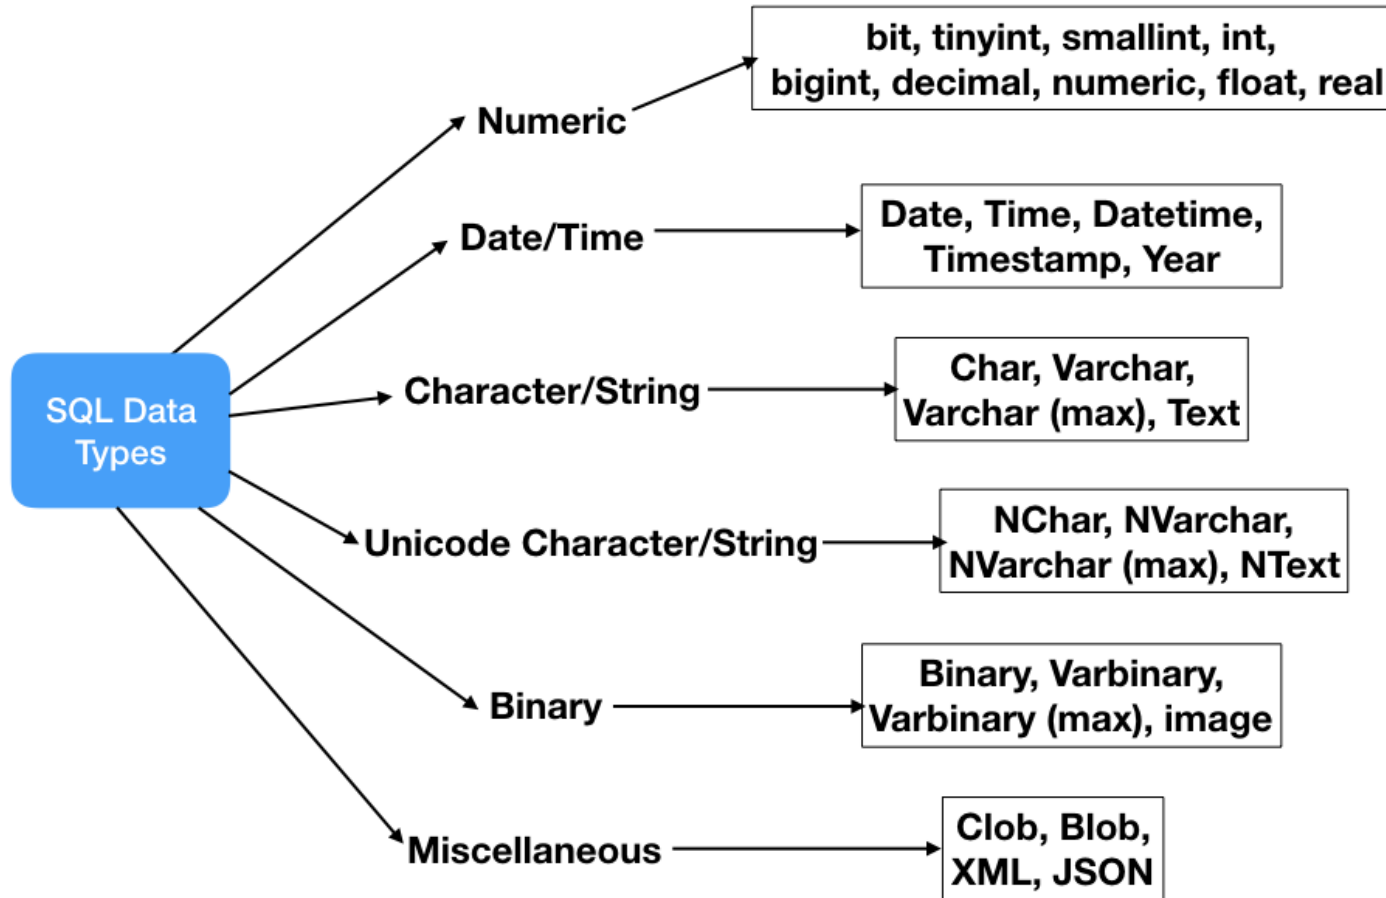 bit, tinyint, smallint, int,
bigint, decimal, numeric, float, real
Numeric
Date, Time, Datetime,
Timestamp, Year
Date/Time
Char, Varchar,
Varchar (max), Text
Character/String
SQL Data
Types
NChar, NVarchar,
NVarchar (max), NText
Unicode Character/String
Binary, Varbinary,
Varbinary (max), image
Binary
Clob, Blob,
XML, JSON
Miscellaneous